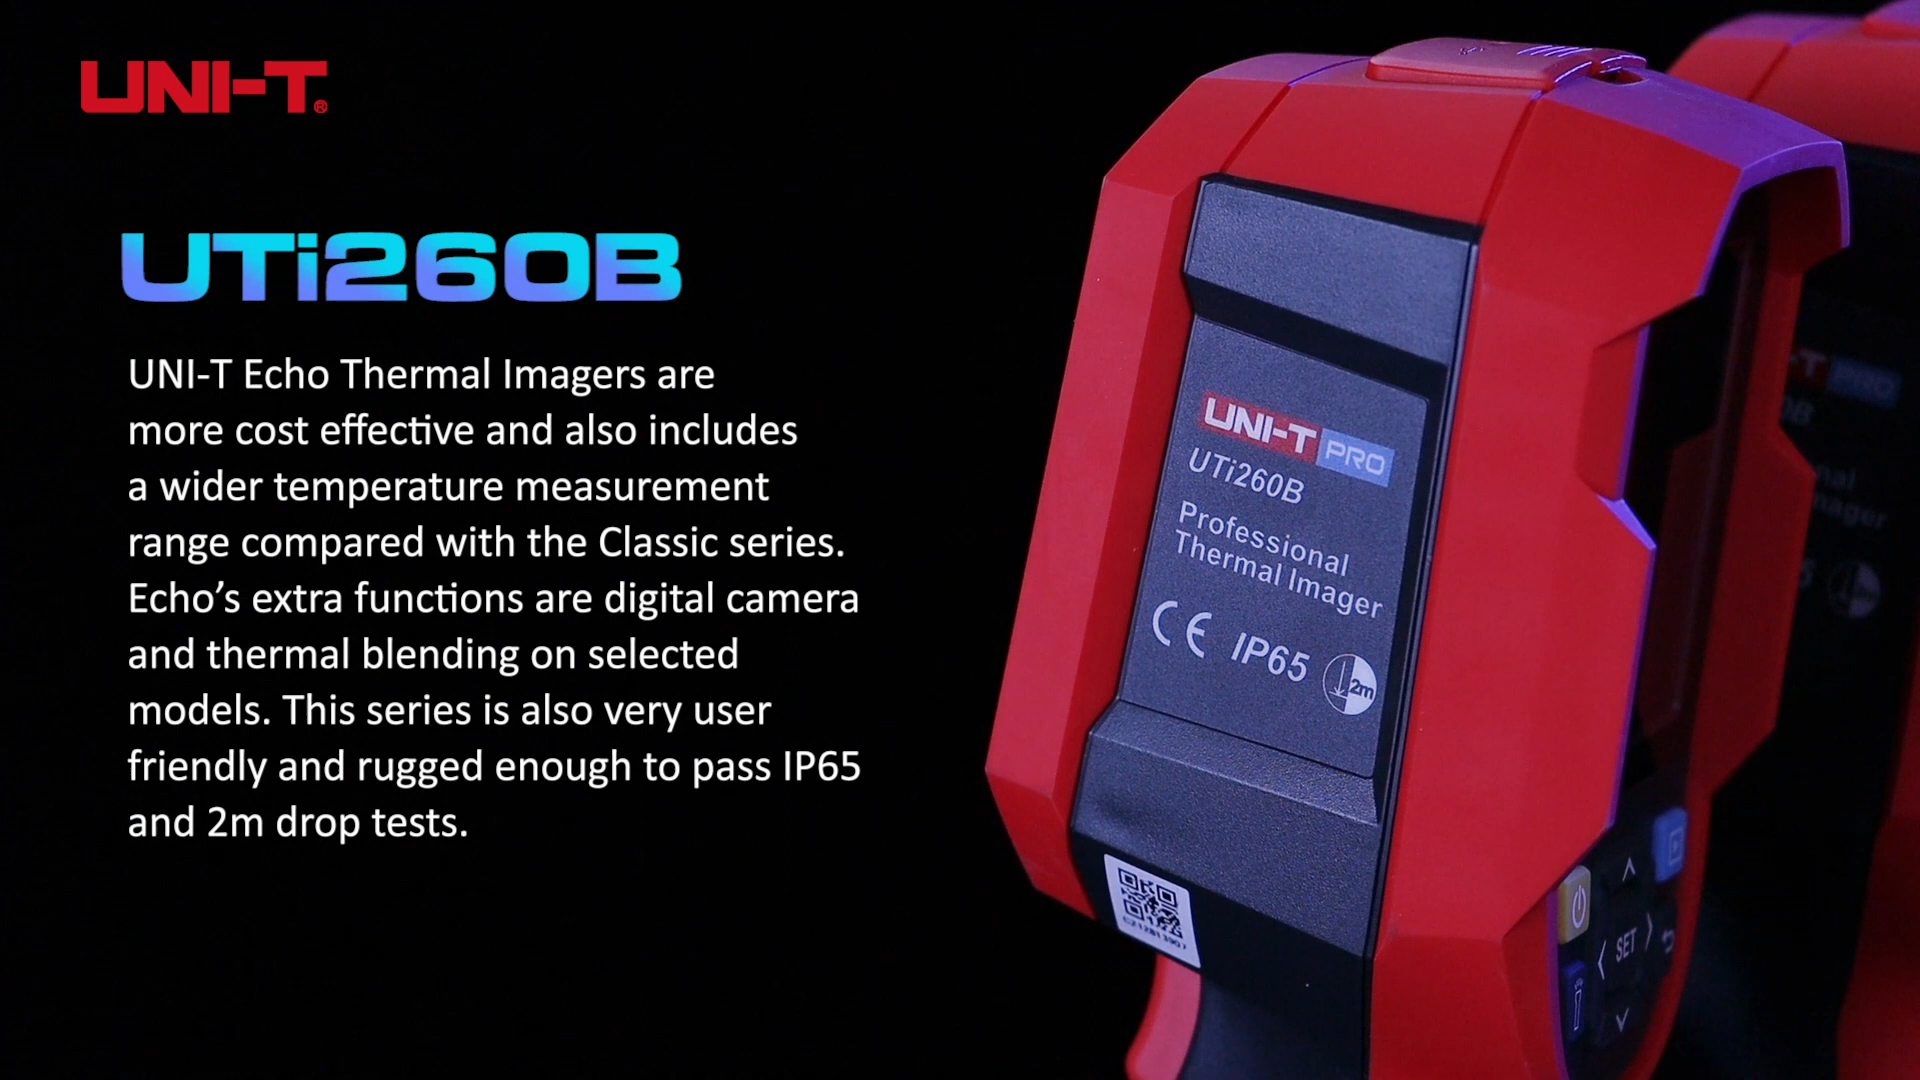 UNI-T®
UTi260B
UNI-T Echo Thermal Imagers are
more cost effective and also includes
a wider temperature measurement
range compared with the Classic series.
Echo’s extra functions are digital camera
and thermal blending on selected
models. This series is also very user
friendly and rugged enough to pass IP65
and 2m drop tests.
UNI-T PRO
UTi260B
Professional
Thermal Imager
CE IP65 2m
SET
PRO